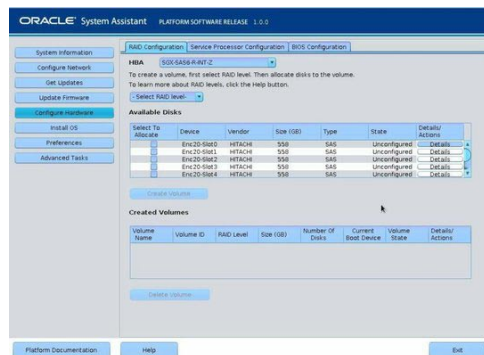 ORACLE System Assistant PLATFORM SOFTWARE RELEASE 1.0.0
System Information
Configure Network
Get Updates
Update Firmware
Configure Hardware
Install OS
Preferences
Advanced Tasks
RAID Configuration Service Processor Configuration BIOS Configuration
HBA SGX-SAS6-R-INT-Z
To create a volume, first select RAID level. Then allocate disks to the volume.
To learn more about RAID levels, click the Help button.
- Select RAID level-
Available Disks
Select To Allocate Device Vendor Size (GB) Type State Details/ Actions
Enc20-Slot0 HITACHI 558 SAS Unconfigured Details
Enc20-Slot1 HITACHI 558 SAS Unconfigured Details
Enc20-Slot2 HITACHI 558 SAS Unconfigured Details
Enc20-Slot3 HITACHI 558 SAS Unconfigured Details
Enc20-Slot4 HITACHI 558 SAS Unconfigured Details
Create Volume
Created Volumes
Volume Name Volume ID RAID Level Size (GB) Number Of Disks Current Boot Device Volume State Details/ Actions
Delete Volume
Platform Documentation Help Exit